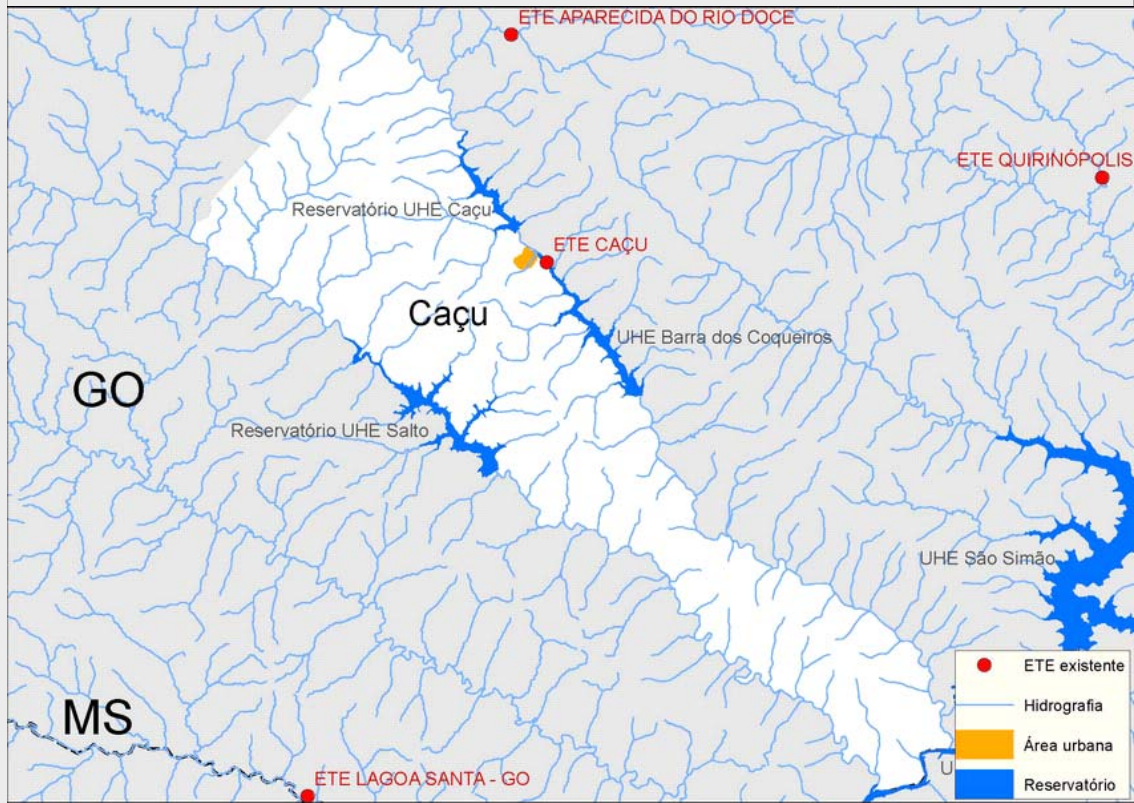 ETE APARECIDA DO RIO DOCE
ETE QUIRINÓPOLIS
Reservatório UHE Caçu
ETE CAÇU
Caçu
UHE Barra dos Coqueiros
GO
Reservatório UHE Salto
UHE São Simão
MS
ETE LAGOA SANTA - GO
ETE existente
Hidrografia
Área urbana
Reservatório